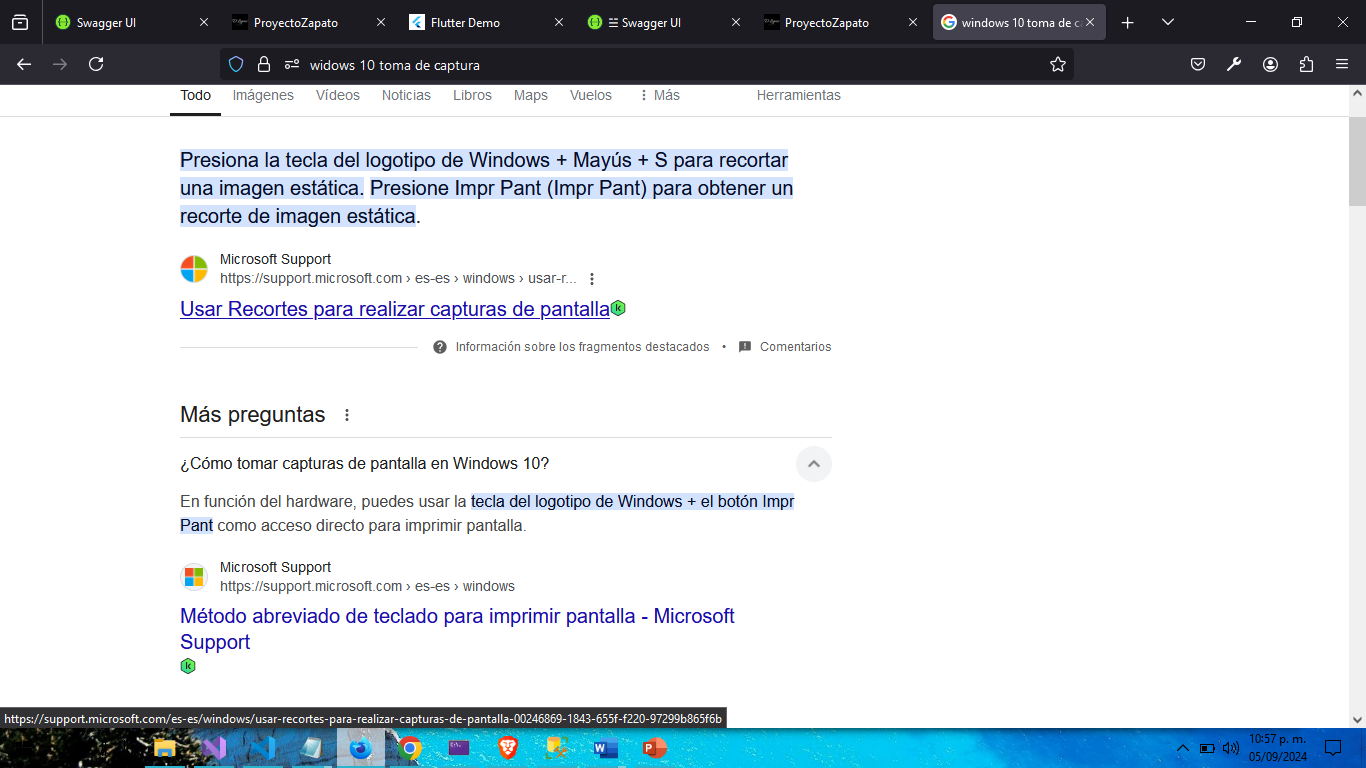 Swagger UI
ProyectoZapato
Flutter Demo
Swagger UI
ProyectoZapato
windows 10 toma de c
widows 10 toma de captura
Todo
Imágenes
Vídeos
Noticias
Libros
Maps
Vuelos
Más
Herramientas
Presiona la tecla del logotipo de Windows + Mayús + S para recortar
una imagen estática. Presione Impr Pant (Impr Pant) para obtener un
recorte de imagen estática.
Microsoft Support
https://support.microsoft.com › es-es › windows › usar-r...
Usar Recortes para realizar capturas de pantalla
Información sobre los fragmentos destacados • Comentarios
Más preguntas
¿Cómo tomar capturas de pantalla en Windows 10?
En función del hardware, puedes usar la tecla del logotipo de Windows + el botón Impr
Pant como acceso directo para imprimir pantalla.
Microsoft Support
https://support.microsoft.com › es-es › windows
Método abreviado de teclado para imprimir pantalla - Microsoft
Support
https://support.microsoft.com/es-es/windows/usar-recortes-para-realizar-capturas-de-pantalla-00246869-1843-655f-f220-97299b865f6b
10:57 p. m.
05/09/2024